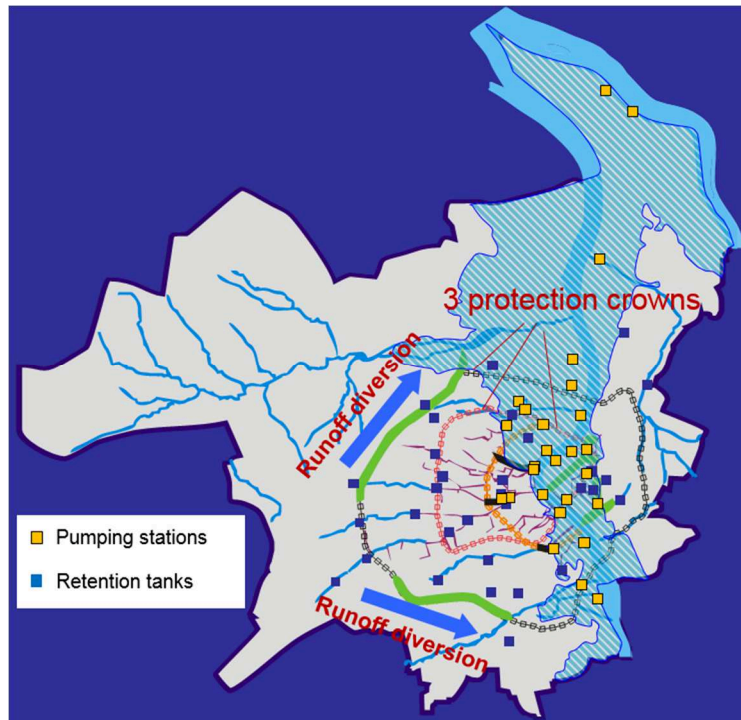 3 protection crowns
Runoff diversion
Pumping stations
Retention tanks
Runoff diversion